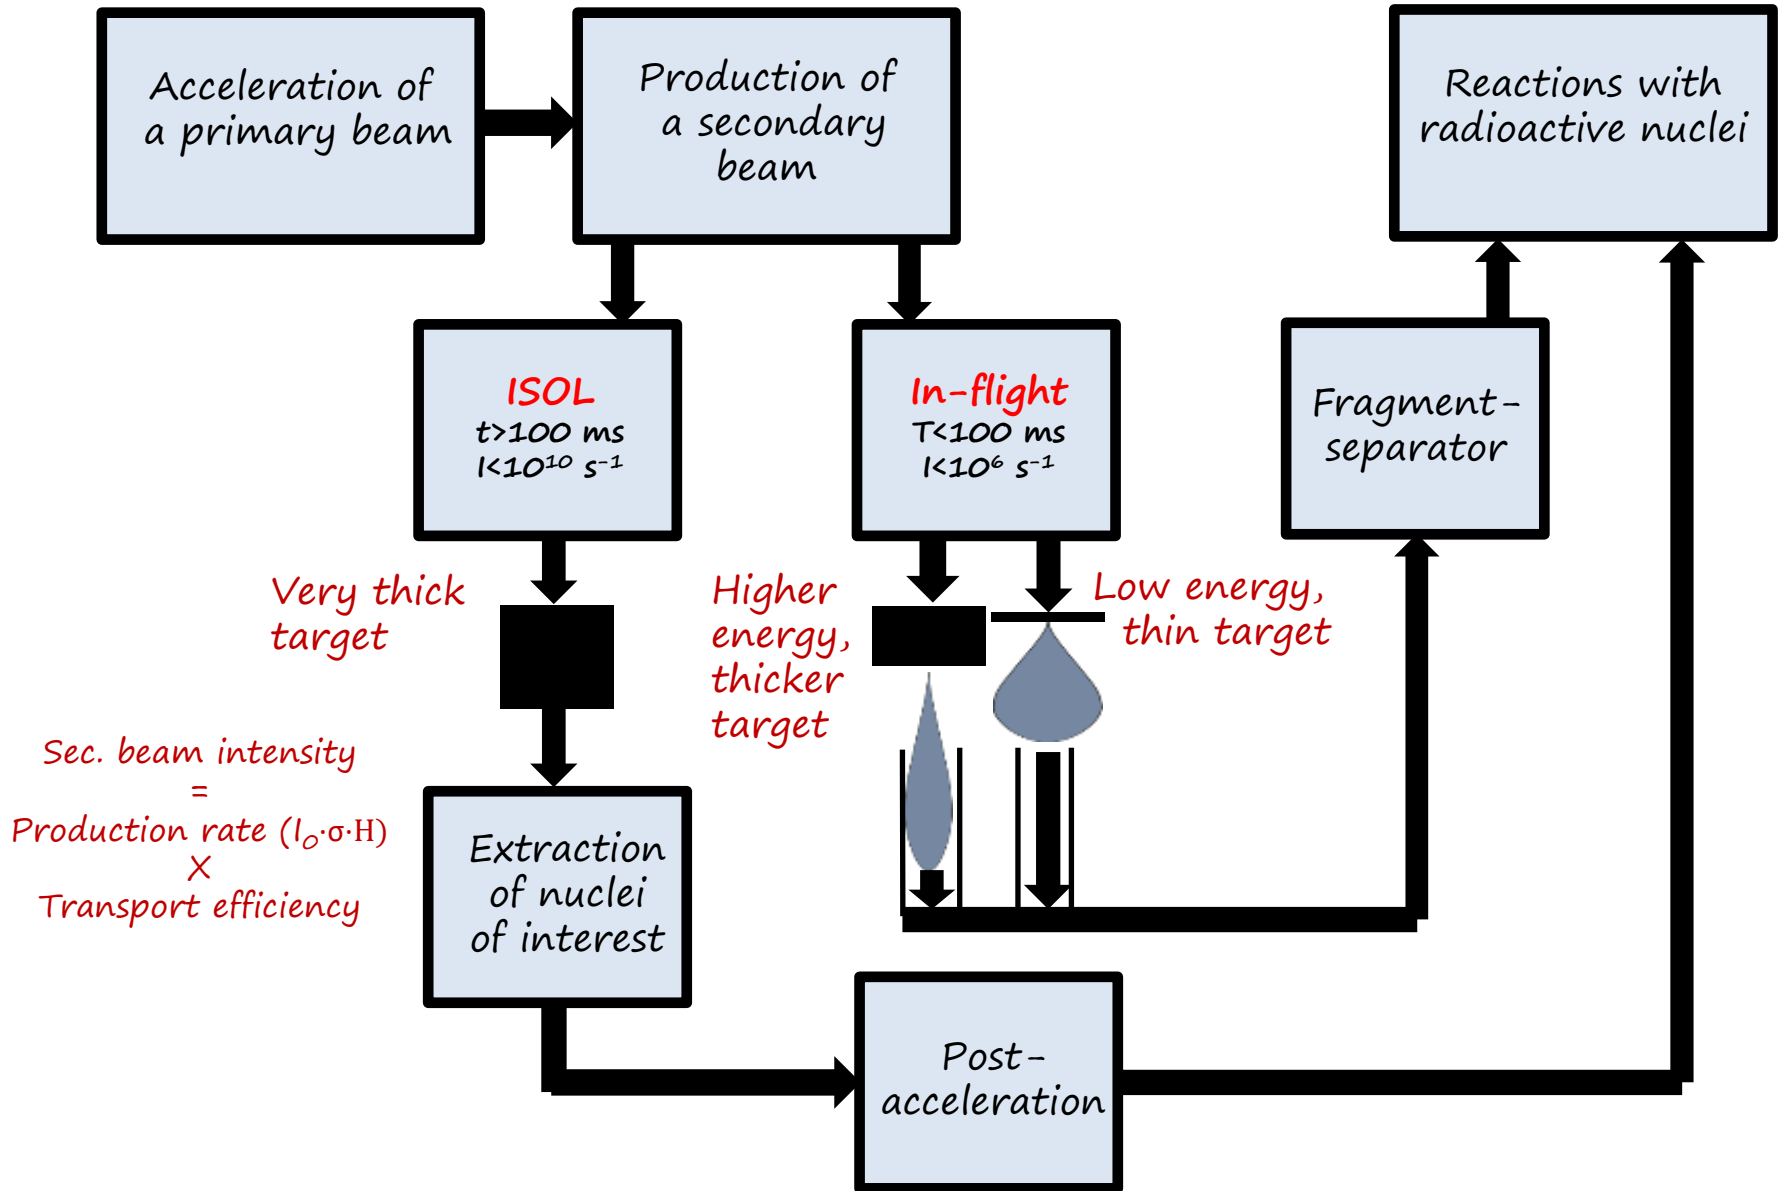 Acceleration of
a primary beam
Production of
a secondary
beam
Reactions with
radioactive nuclei
ISOL
t>100 ms
I<10¹⁰ s⁻¹
In-flight
T<100 ms
I<10⁶ s⁻¹
Fragment-
separator
Very thick
target
Higher
energy,
thicker
target
Low energy,
thin target
Sec. beam intensity
=
Production rate (I₀·σ·H)
X
Transport efficiency
Extraction
of nuclei
of interest
Post-
acceleration